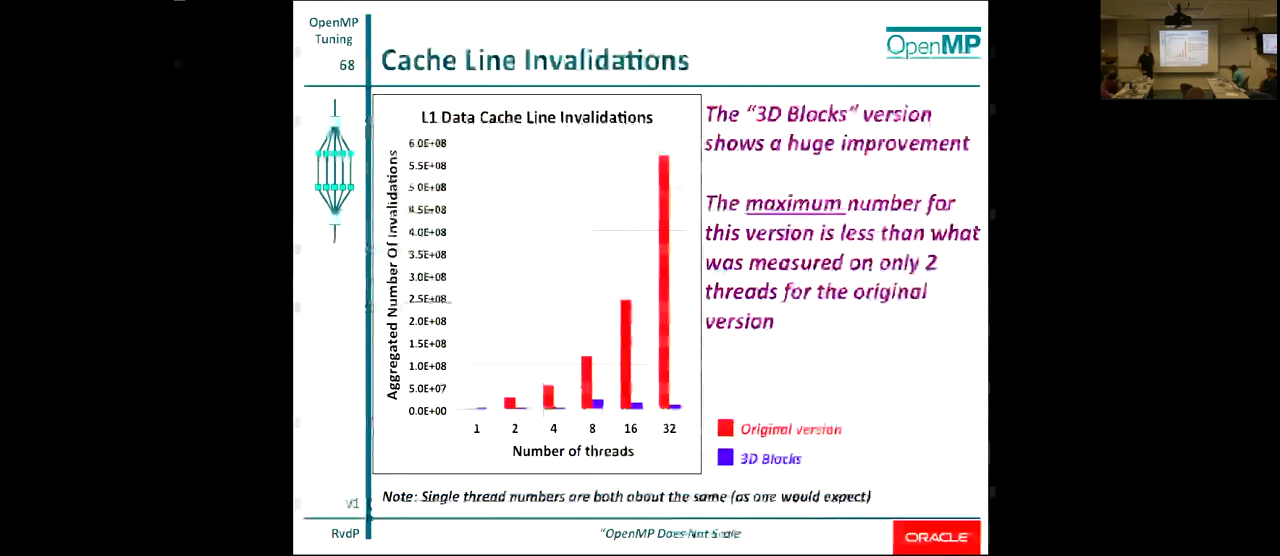 OpenMP
Tuning
68
Cache Line Invalidations
OpenMP
L1 Data Cache Line Invalidations
Aggregated Number Of Invalidations
6.0E+08
5.5E+08
5.0E+08
4.5E+08
4.0E+08
3.5E+08
3.0E+08
2.5E+08
2.0E+08
1.5E+08
1.0E+08
5.0E+07
0.0E+00
1 2 4 8 16 32
Number of threads
The "3D Blocks" version
shows a huge improvement
The maximum number for
this version is less than what
was measured on only 2
threads for the original
version
Original version
3D Blocks
Note: Single thread numbers are both about the same (as one would expect)
v1
RvdP
"OpenMP Does Not
ORACLE